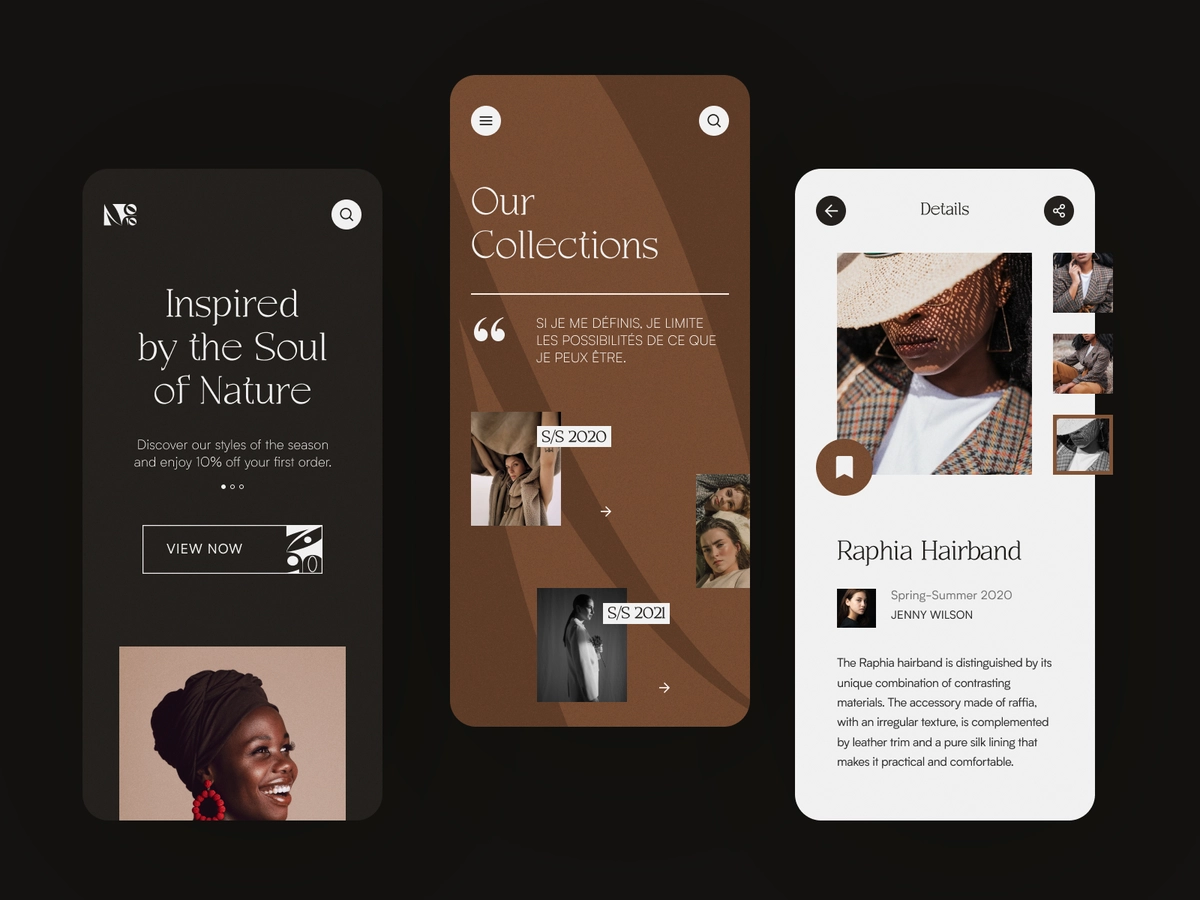 No
10
Inspired
by the Soul
of Nature
Discover our styles of the season
and enjoy 10% off your first order.
VIEW NOW
10
Our
Collections
“
SI JE ME DÉFINIS, JE LIMITE
LES POSSIBILITÉS DE CE QUE
JE PEUX ÊTRE.
S/S 2020
S/S 2021
Details
Raphia Hairband
Spring-Summer 2020
JENNY WILSON
The Raphia hairband is distinguished by its
unique combination of contrasting
materials. The accessory made of raffia,
with an irregular texture, is complemented
by leather trim and a pure silk lining that
makes it practical and comfortable.